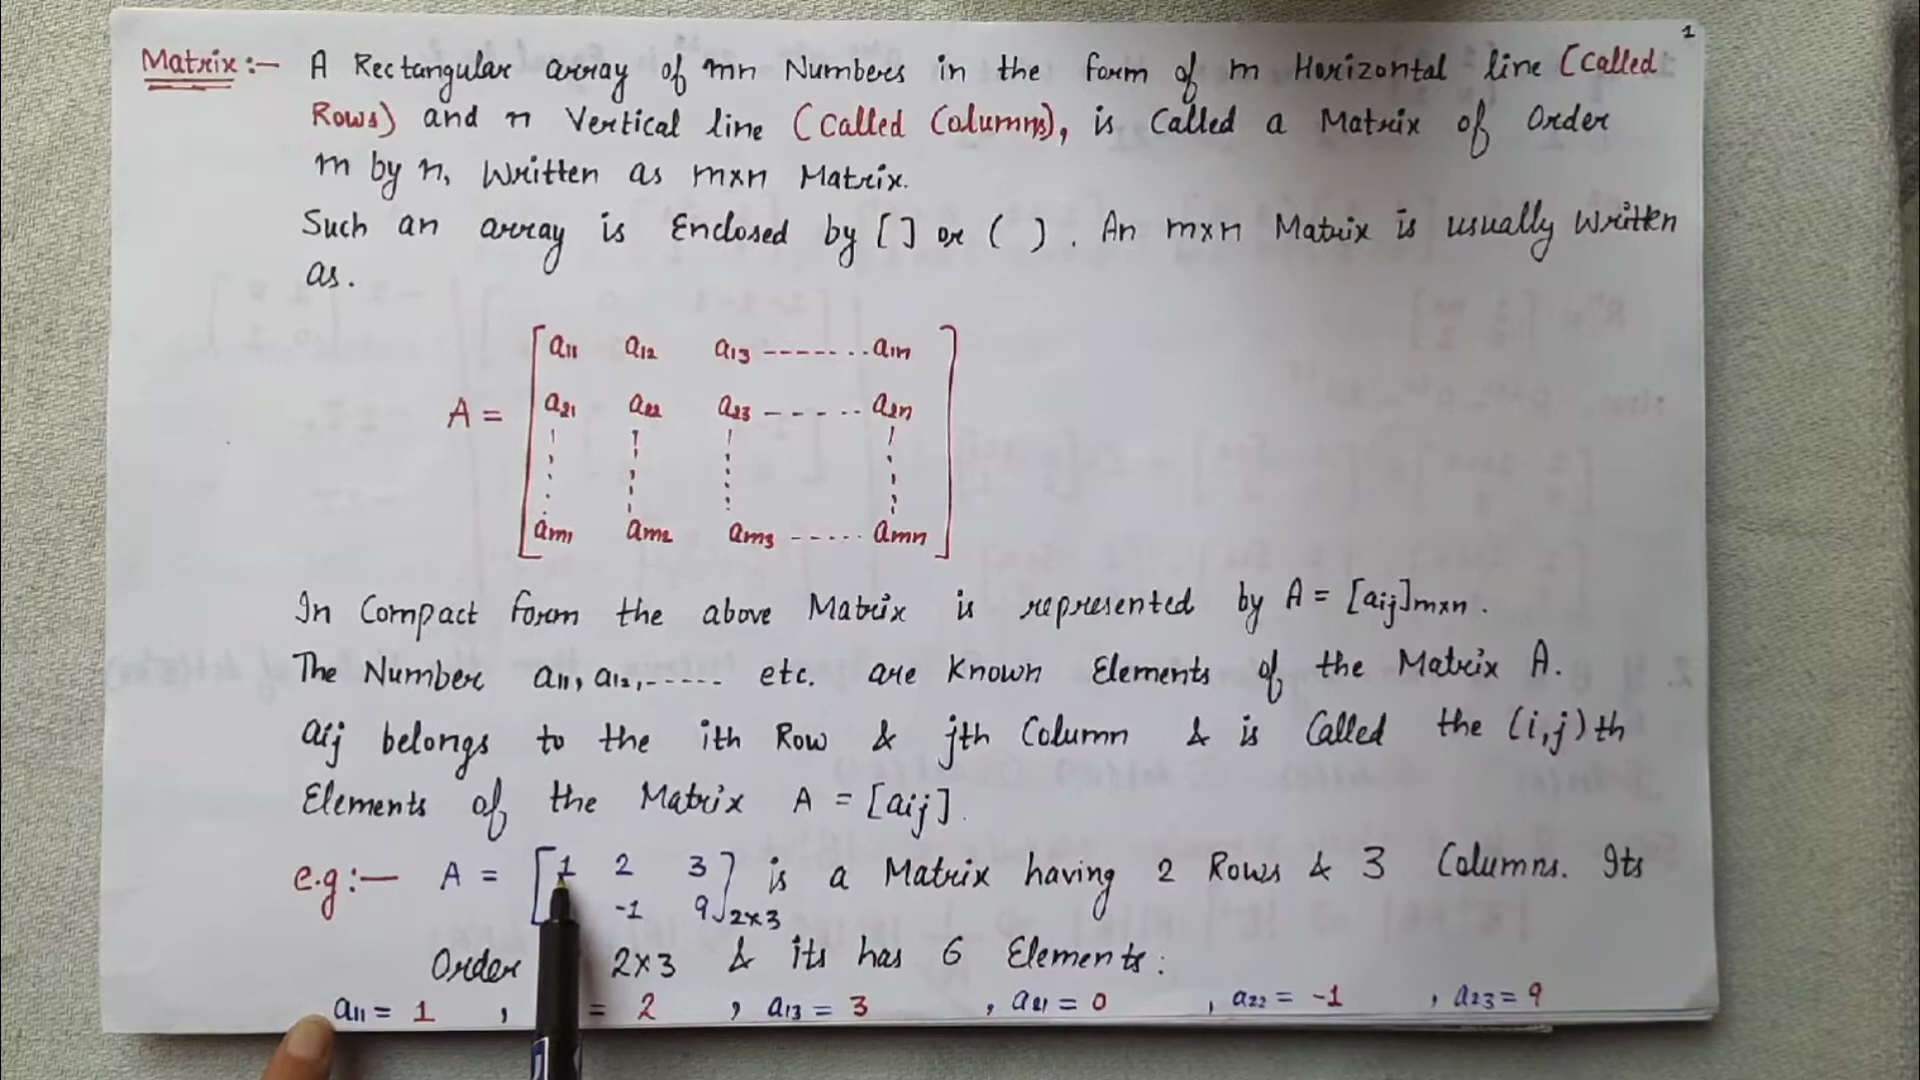 1
Matrix :- A Rectangular array of mn Numbers in the form of m Horizontal line (Called
Rows) and n Vertical line (Called Columns), is Called a Matrix of Order
m by n, Written as m×n Matrix.
Such an array is Enclosed by [ ] or ( ) . An m×n Matrix is usually Written
as.
a11 a12 a13 ------- a1n
A = a21 a22 a23 ------ a2n
am1 am2 am3 ------ amn
In Compact form the above Matrix is represented by A = [aij]m×n .
The Number a11, a12, ----- etc. are Known Elements of the Matrix A.
aij belongs to the ith Row & jth Column & is Called the (i,j)th
Elements of the Matrix A = [aij].
e.g :- A = [1 2 3] is a Matrix having 2 Rows & 3 Columns. Its
-1 9]2×3
Order 2×3 & its has 6 Elements :
a11 = 1 , = 2 , a13 = 3 , a21 = 0 , a22 = -1 , a23 = 9